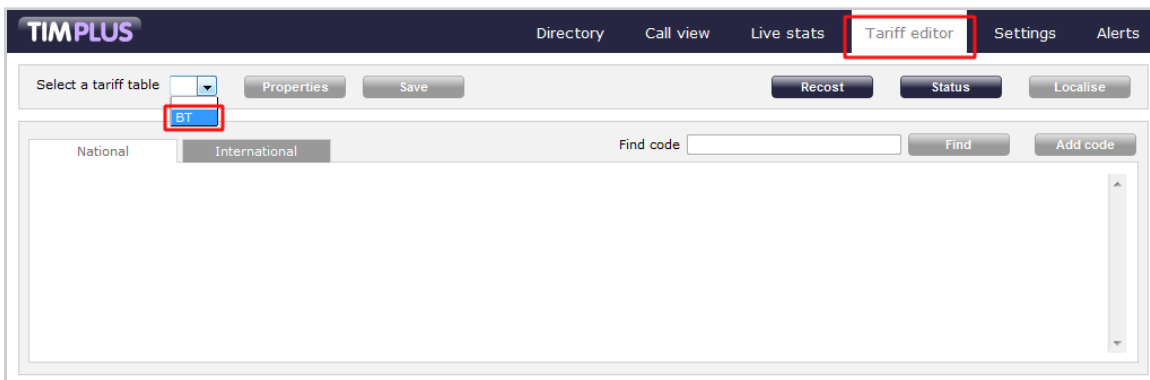 TIMPLUS Directory Call view Live stats Tariff editor Settings Alerts
Select a tariff table Properties Save Recost Status Localise
BT
National International Find code Find Add code